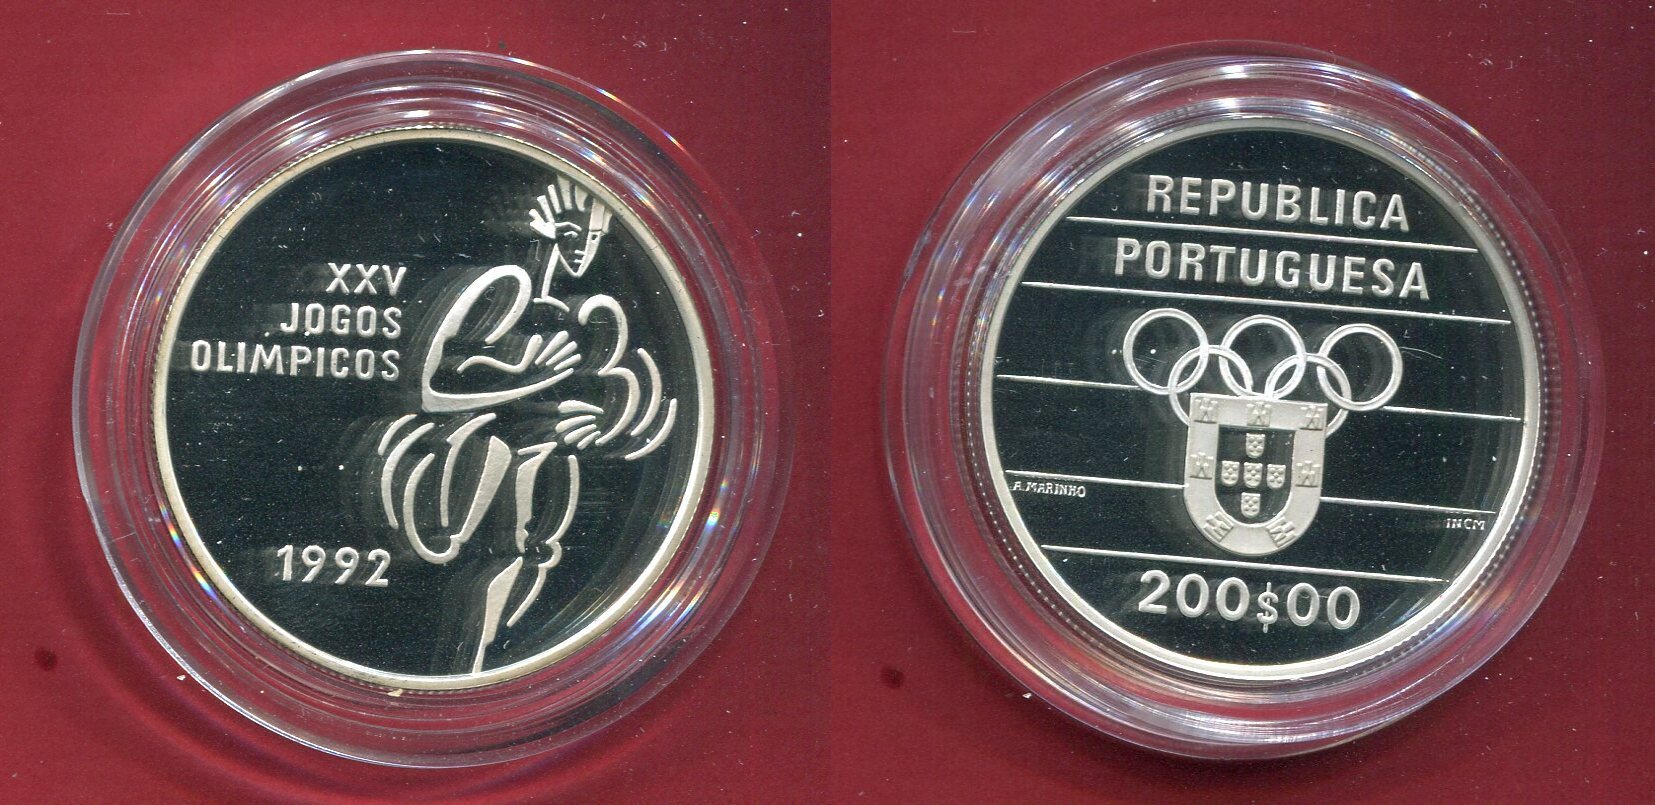 XXV
JOGOS
OLIMPICOS
1992
REPUBLICA
PORTUGUESA
A. MARINHO
INCM
200$00